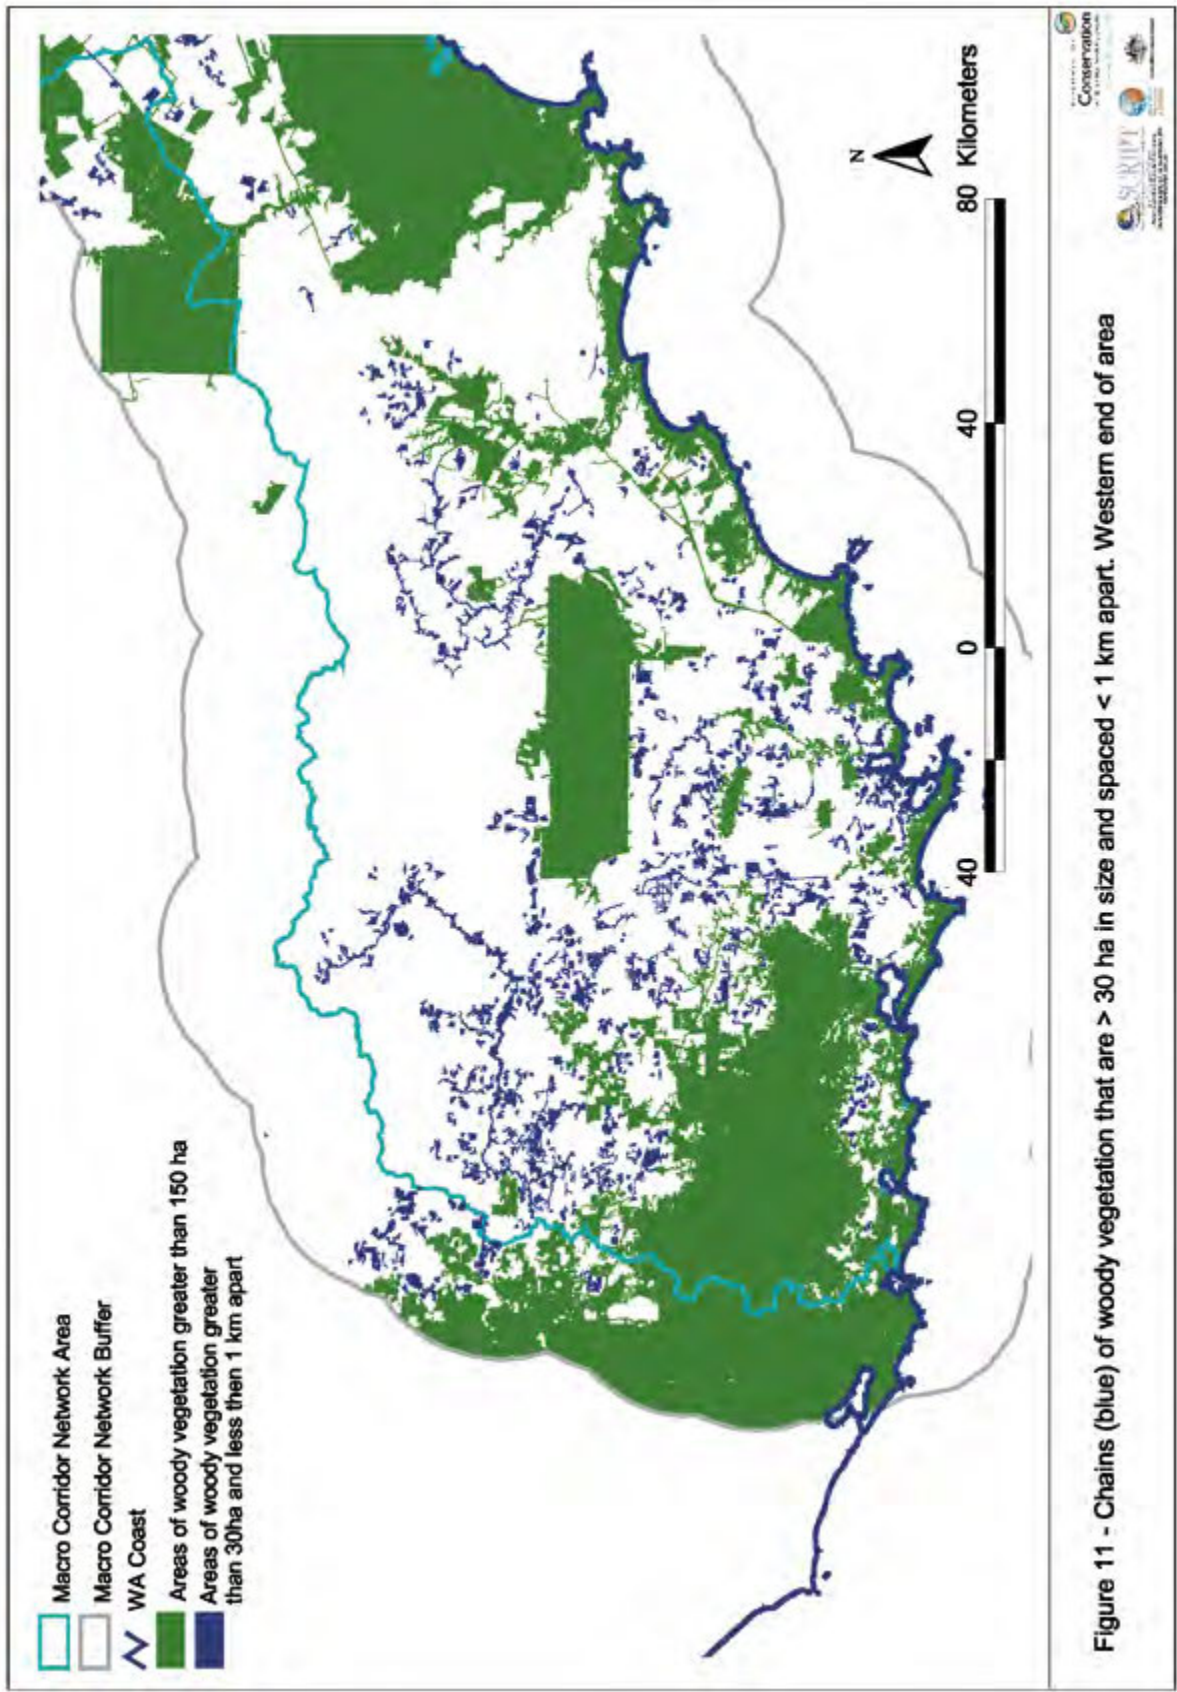 Macro Corridor Network Area
Macro Corridor Network Buffer
WA Coast
Areas of woody vegetation greater than 150 ha
Areas of woody vegetation greater
than 30ha and less then 1 km apart
N
40 0 40 80 Kilometers
Figure 11 - Chains (blue) of woody vegetation that are > 30 ha in size and spaced < 1 km apart. Western end of area
SCRIPT
Conservation